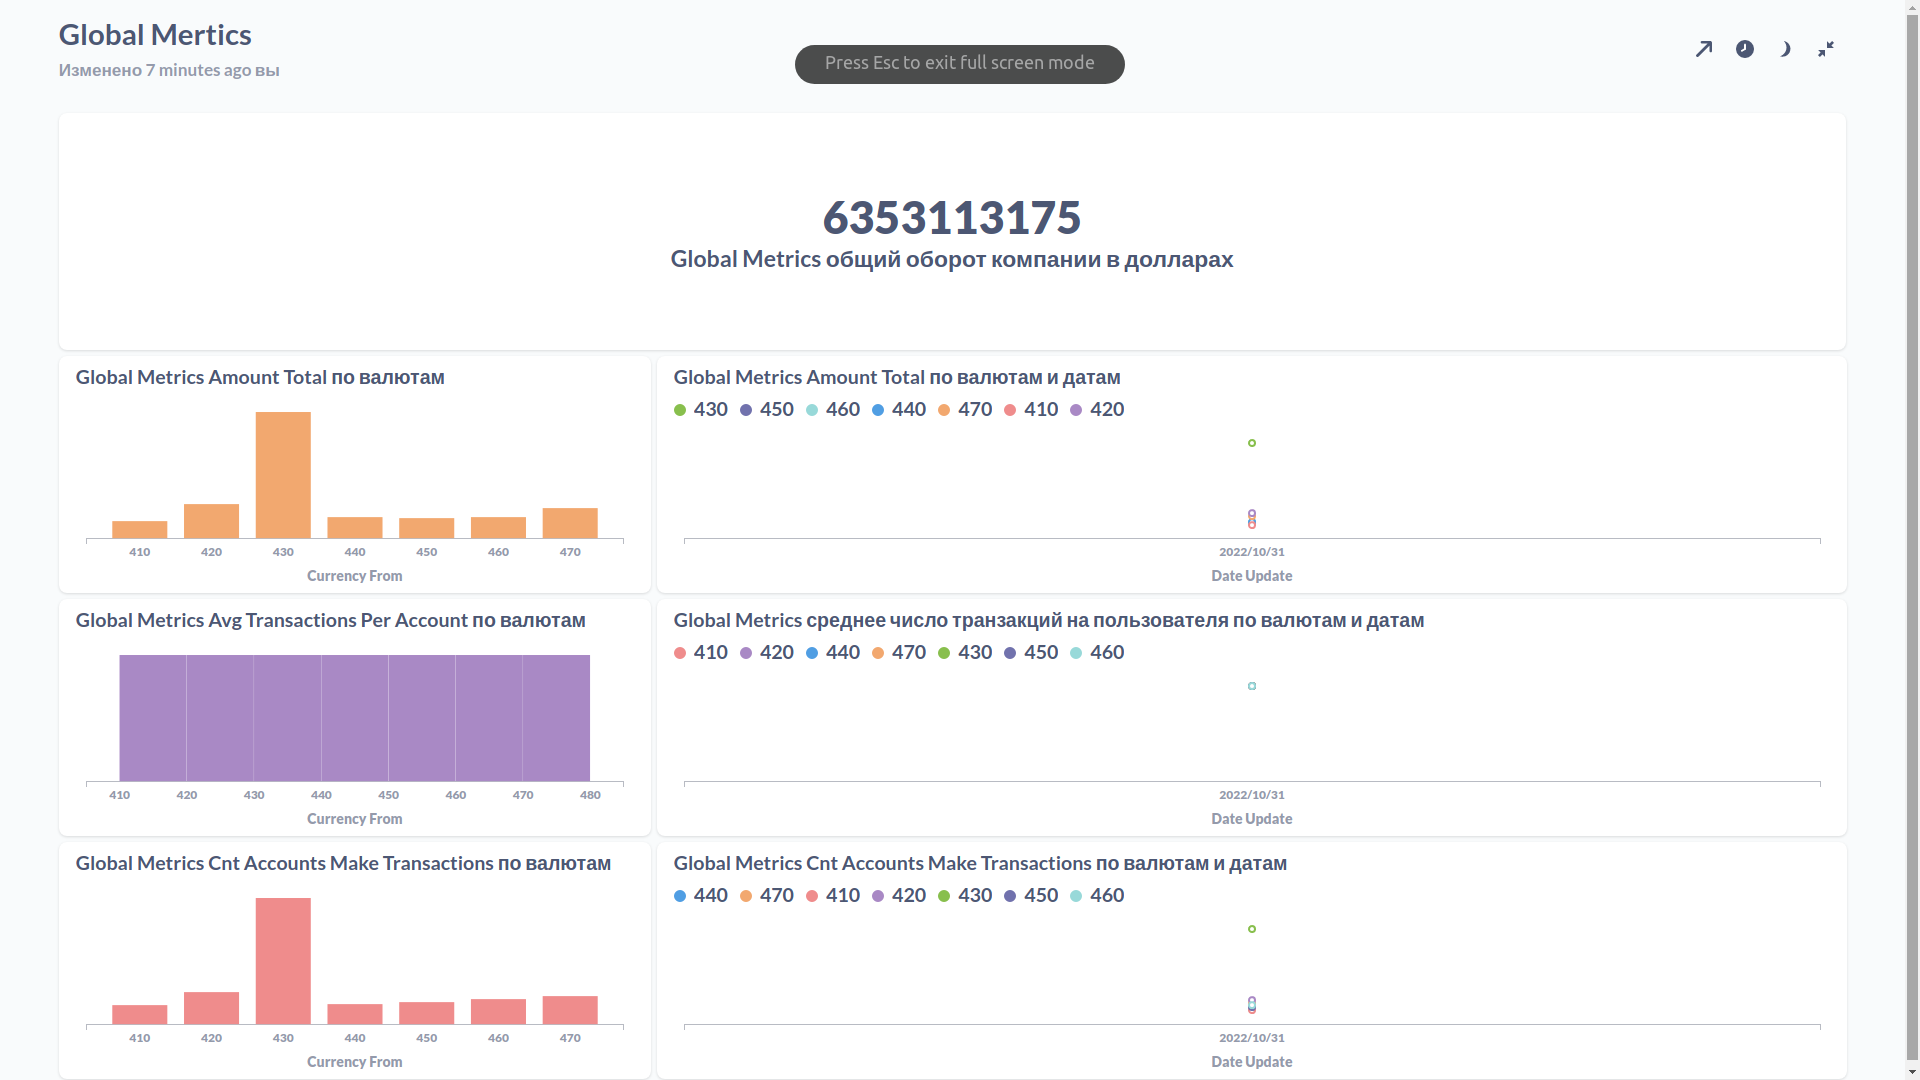 Global Mertics
Изменено 7 minutes ago вы
Press Esc to exit full screen mode
6353113175
Global Metrics общий оборот компании в долларах
Global Metrics Amount Total по валютам
410 420 430 440 450 460 470
Currency From
Global Metrics Amount Total по валютам и датам
430 450 460 440 470 410 420
2022/10/31
Date Update
Global Metrics Avg Transactions Per Account по валютам
410 420 430 440 450 460 470 480
Currency From
Global Metrics среднее число транзакций на пользователя по валютам и датам
410 420 440 470 430 450 460
2022/10/31
Date Update
Global Metrics Cnt Accounts Make Transactions по валютам
410 420 430 440 450 460 470
Currency From
Global Metrics Cnt Accounts Make Transactions по валютам и датам
440 470 410 420 430 450 460
2022/10/31
Date Update